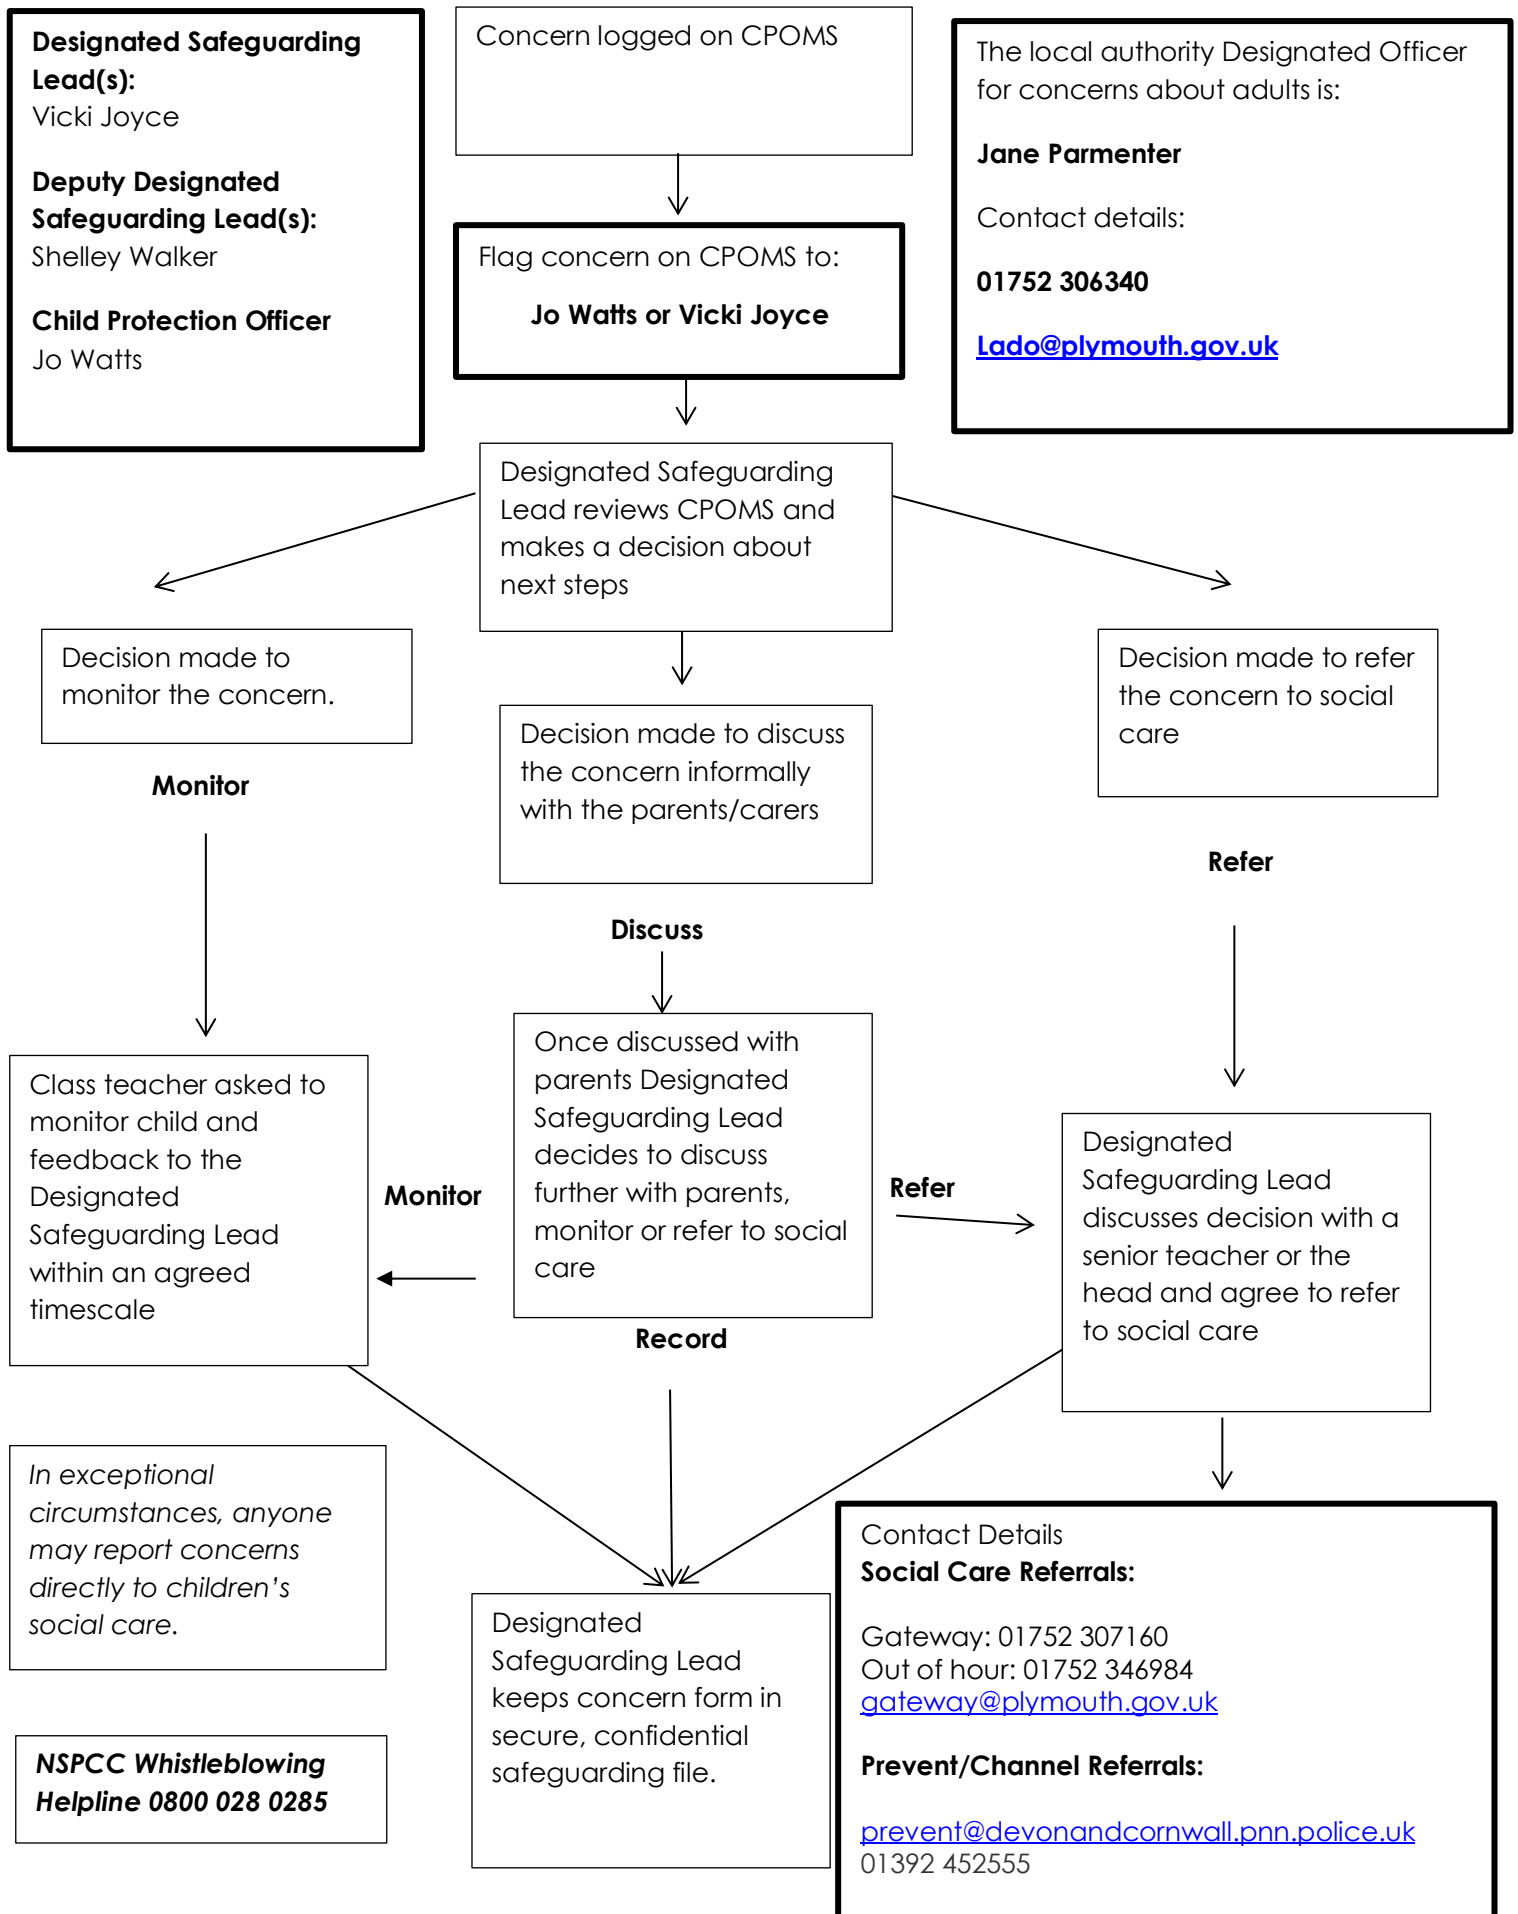 Designated Safeguarding
Lead(s):
Vicki Joyce
Deputy Designated
Safeguarding Lead(s):
Shelley Walker
Child Protection Officer
Jo Watts
Concern logged on CPOMS
The local authority Designated Officer
for concerns about adults is:
Jane Parmenter
Contact details:
01752 306340
Lado@plymouth.gov.uk
Flag concern on CPOMS to:
Jo Watts or Vicki Joyce
Designated Safeguarding
Lead reviews CPOMS and
makes a decision about
next steps
Decision made to
monitor the concern.
Monitor
Decision made to discuss
the concern informally
with the parents/carers
Discuss
Decision made to refer
the concern to social
care
Refer
Class teacher asked to
monitor child and
feedback to the
Designated
Safeguarding Lead
within an agreed
timescale
Monitor
Once discussed with
parents Designated
Safeguarding Lead
decides to discuss
further with parents,
monitor or refer to social
care
Record
Refer
Designated
Safeguarding Lead
discusses decision with a
senior teacher or the
head and agree to refer
to social care
In exceptional
circumstances, anyone
may report concerns
directly to children’s
social care.
NSPCC Whistleblowing
Helpline 0800 028 0285
Designated
Safeguarding Lead
keeps concern form in
secure, confidential
safeguarding file.
Contact Details
Social Care Referrals:
Gateway: 01752 307160
Out of hour: 01752 346984
gateway@plymouth.gov.uk
Prevent/Channel Referrals:
prevent@devonandcornwall.pnn.police.uk
01392 452555